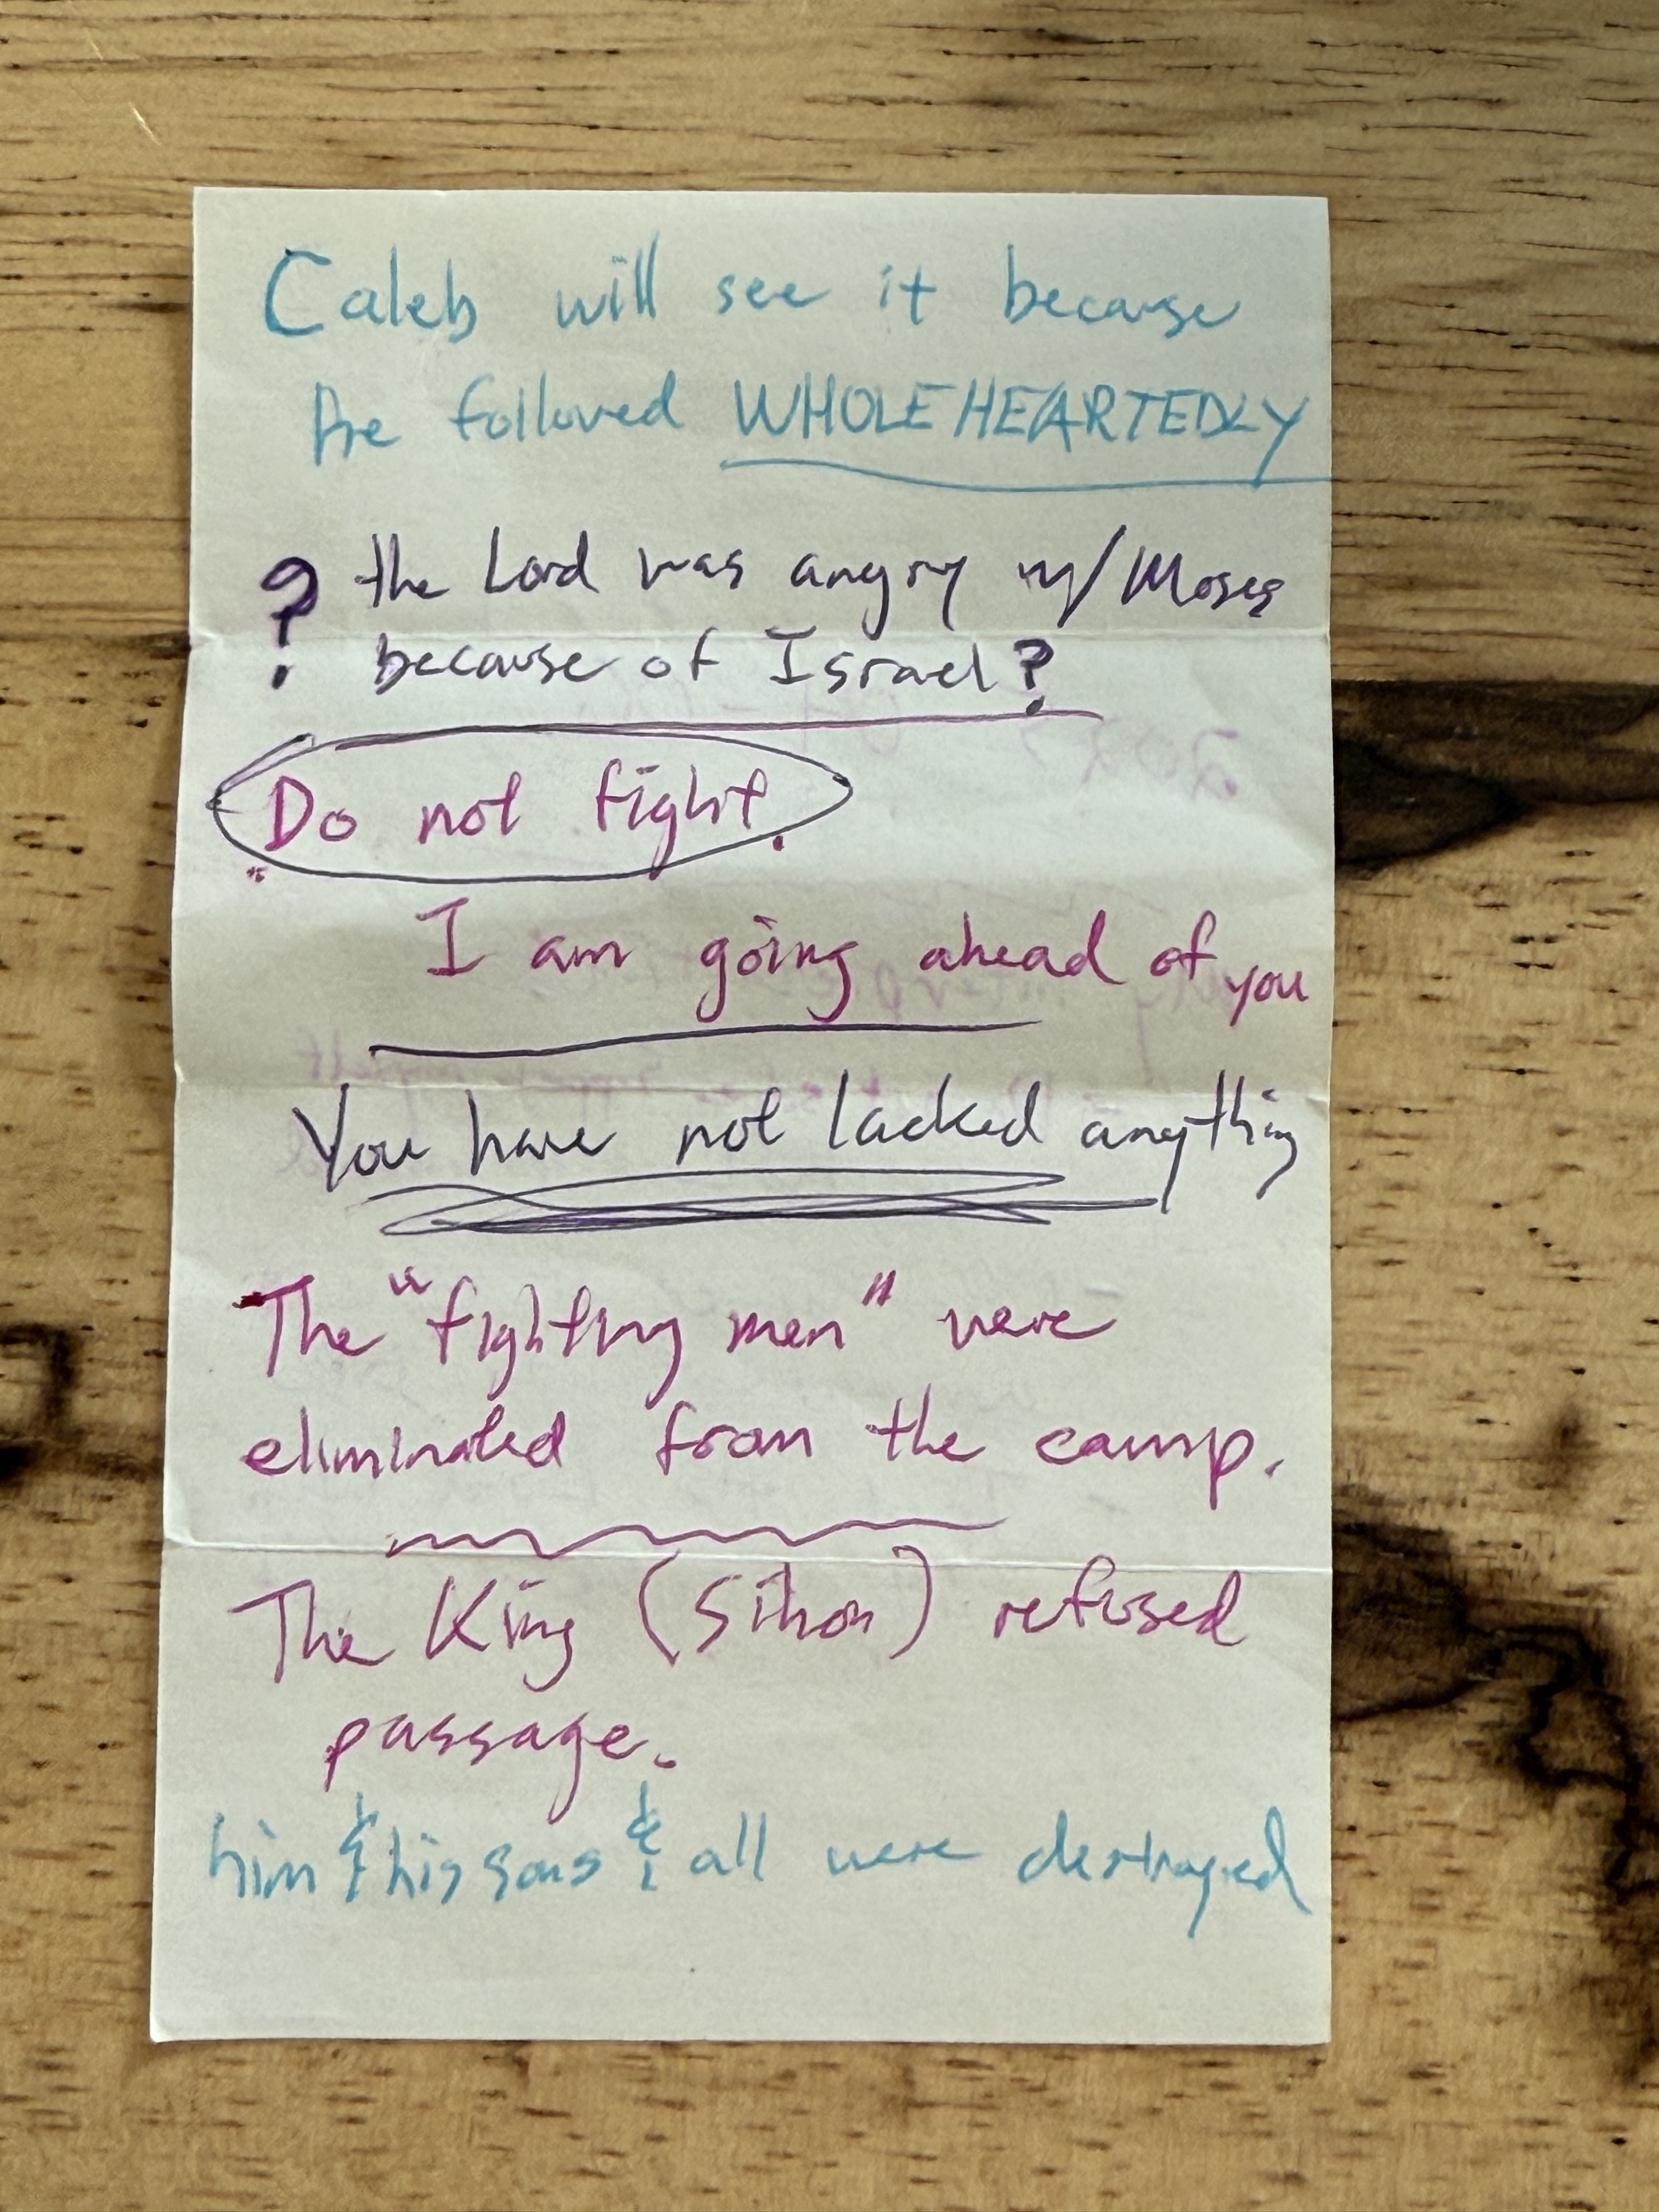 Caleb will see it because
he followed WHOLEHEARTEDLY
? the Lord was angry w/ Moses
because of Israel?
Do not fight.
I am going ahead of you
You have not lacked anything
The "fighting men" were
eliminated from the camp.
The King (Sihon) refused
passage.
him & his sons & all were destroyed